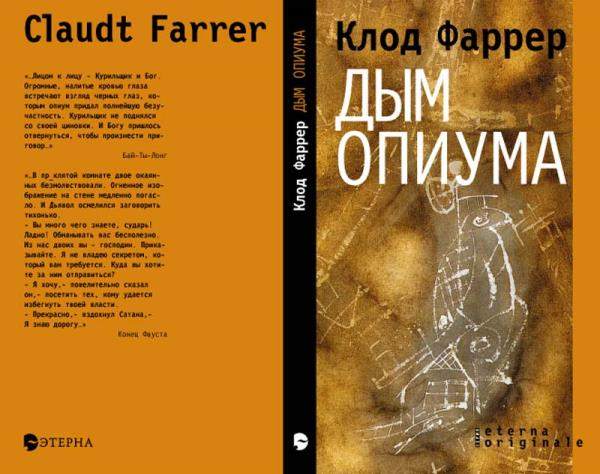 Claudt Farrer
«…Лицом к лицу - Курильщик и Бог.
Огромные, налитые кровью глаза
встречают взгляд черных глаз, ко-
торым опиум придал полнейшую безу-
частность. Курильщик не поднялся
со своей циновки. И Богу пришлось
отвернуться, чтобы произнести при-
говор…»
Бай-Ты-Лонг
«…В пр_клятой комнате двое окаян-
ных безмолвствовали. Огненное изо-
бражение на стене медленно погас-
ло. И Дьявол осмелился заговорить
тихонько.
- Вы много чего знаете, сударь!
Ладно! Обманывать вас бесполезно.
Из нас двоих вы - господин. Прика-
зывайте. Я не владею секретом, ко-
торый вам требуется. Куда вы хоти-
те за ним отправиться?
- Я хочу,- повелительно сказал
он,- посетить тех, кому удается
избегнуть твоей власти.
- Прекрасно,- вздохнул Сатана,-
Я знаю дорогу…»
Конец Фауста
ЭТЕРНА
Клод Фаррер ДЫМ ОПИУМА
Клод Фаррер
ДЫМ
ОПИУМА
eterna
originale